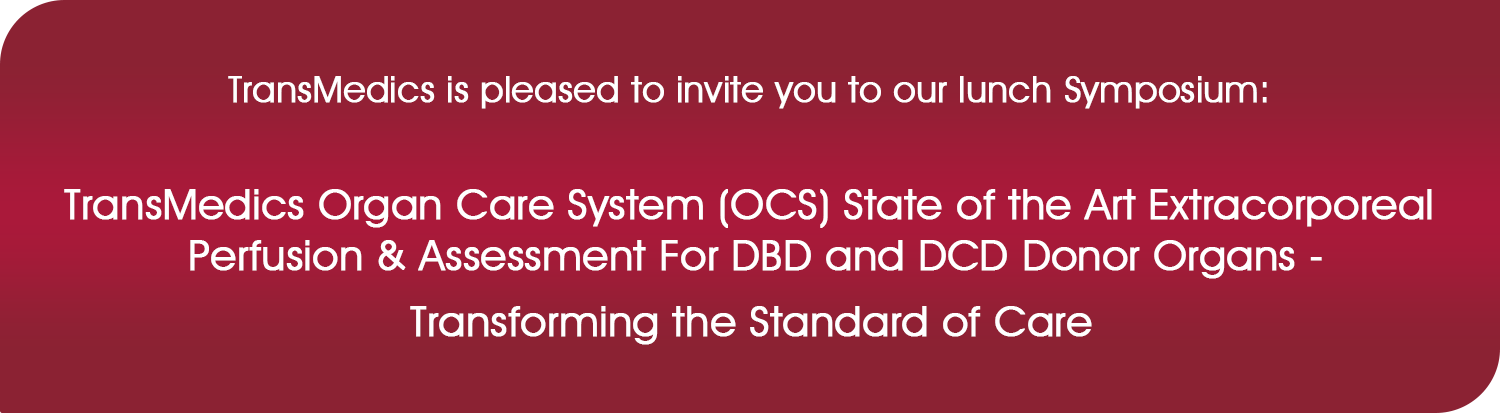 TransMedics is pleased to invite you to our lunch Symposium:
TransMedics Organ Care System (OCS) State of the Art Extracorporeal
Perfusion & Assessment For DBD and DCD Donor Organs -
Transforming the Standard of Care